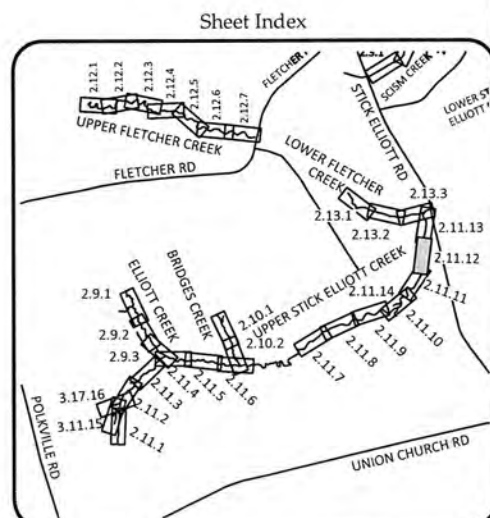 Sheet Index
2.12.1
2.12.2
2.12.3
2.12.4
2.12.5
2.12.6
2.12.7
UPPER FLETCHER CREEK
FLETCHER RD
FLETCHER
2.9.1
SCISM CREEK
STICK ELLIOTT RD
LOWER ST
ELLIOTT
LOWER FLETCHER
CREEK
2.13.1
2.13.2
2.13.3
2.11.13
2.11.12
2.11.11
2.11.10
2.11.9
2.11.14
2.11.8
2.11.7
UPPER STICK ELLIOTT CREEK
BRIDGES CREEK
2.10.1
2.10.2
ELLIOTT CREEK
2.9.1
2.9.2
2.9.3
2.11.6
2.11.5
2.11.4
2.11.3
2.11.2
2.11.1
3.17.16
3.11.15
POLKVILLE RD
UNION CHURCH RD